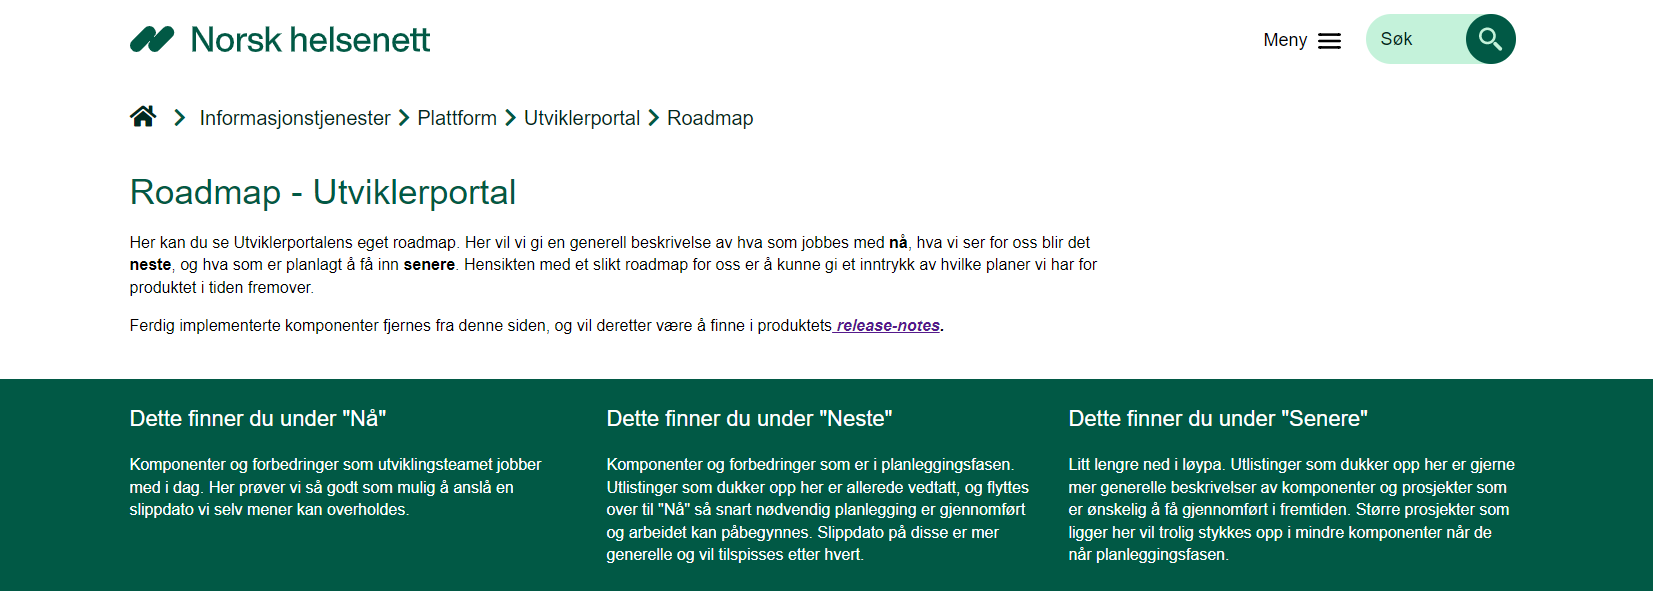 Norsk helsenett
Meny
Søk
Informasjonstjenester Plattform Utviklerportal Roadmap
Roadmap - Utviklerportal
Her kan du se Utviklerportalens eget roadmap. Her vil vi gi en generell beskrivelse av hva som jobbes med nå, hva vi ser for oss blir det
neste, og hva som er planlagt å få inn senere. Hensikten med et slikt roadmap for oss er å kunne gi et inntrykk av hvilke planer vi har for
produktet i tiden fremover.
Ferdig implementerte komponenter fjernes fra denne siden, og vil deretter være å finne i produktets release-notes.
Dette finner du under "Nå"
Komponenter og forbedringer som utviklingsteamet jobber
med i dag. Her prøver vi så godt som mulig å anslå en
slippdato vi selv mener kan overholdes.
Dette finner du under "Neste"
Komponenter og forbedringer som er i planleggingsfasen.
Utlistinger som dukker opp her er allerede vedtatt, og flyttes
over til "Nå" så snart nødvendig planlegging er gjennomført
og arbeidet kan påbegynnes. Slippdato på disse er mer
generelle og vil tilspisses etter hvert.
Dette finner du under "Senere"
Litt lengre ned i løypa. Utlistinger som dukker opp her er gjerne
mer generelle beskrivelser av komponenter og prosjekter som
er ønskelig å få gjennomført i fremtiden. Større prosjekter som
ligger her vil trolig stykkes opp i mindre komponenter når de
når planleggingsfasen.